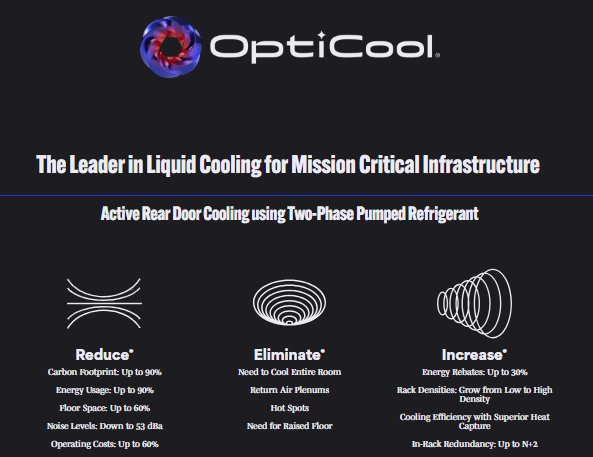 OptiCool®
The Leader in Liquid Cooling for Mission Critical Infrastructure
Active Rear Door Cooling using Two-Phase Pumped Refrigerant
Reduce*
Carbon Footprint: Up to 90%
Energy Usage: Up to 90%
Floor Space: Up to 60%
Noise Levels: Down to 53 dBa
Operating Costs: Up to 60%
Eliminate*
Need to Cool Entire Room
Return Air Plenums
Hot Spots
Need for Raised Floor
Increase*
Energy Rebates: Up to 30%
Rack Densities: Grow from Low to High
Density
Cooling Efficiency with Superior Heat
Capture
In-Rack Redundancy: Up to N+2